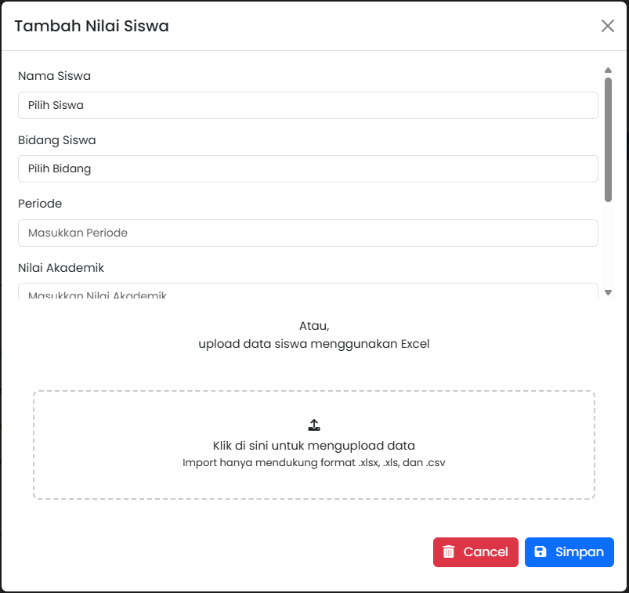 Tambah Nilai Siswa
Nama Siswa
Pilih Siswa
Bidang Siswa
Pilih Bidang
Periode
Masukkan Periode
Nilai Akademik
Masukkan Nilai Akademik
Atau,
upload data siswa menggunakan Excel
Klik di sini untuk mengupload data
Import hanya mendukung format .xlsx, .xls, dan .csv
Cancel
Simpan